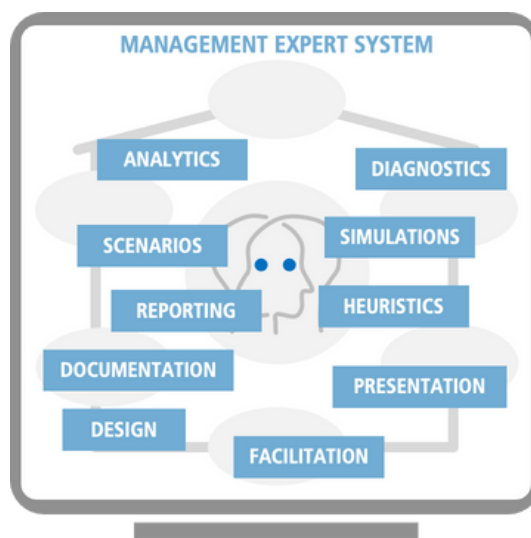 MANAGEMENT EXPERT SYSTEM
ANALYTICS
DIAGNOSTICS
SCENARIOS
SIMULATIONS
REPORTING
HEURISTICS
DOCUMENTATION
PRESENTATION
DESIGN
FACILITATION